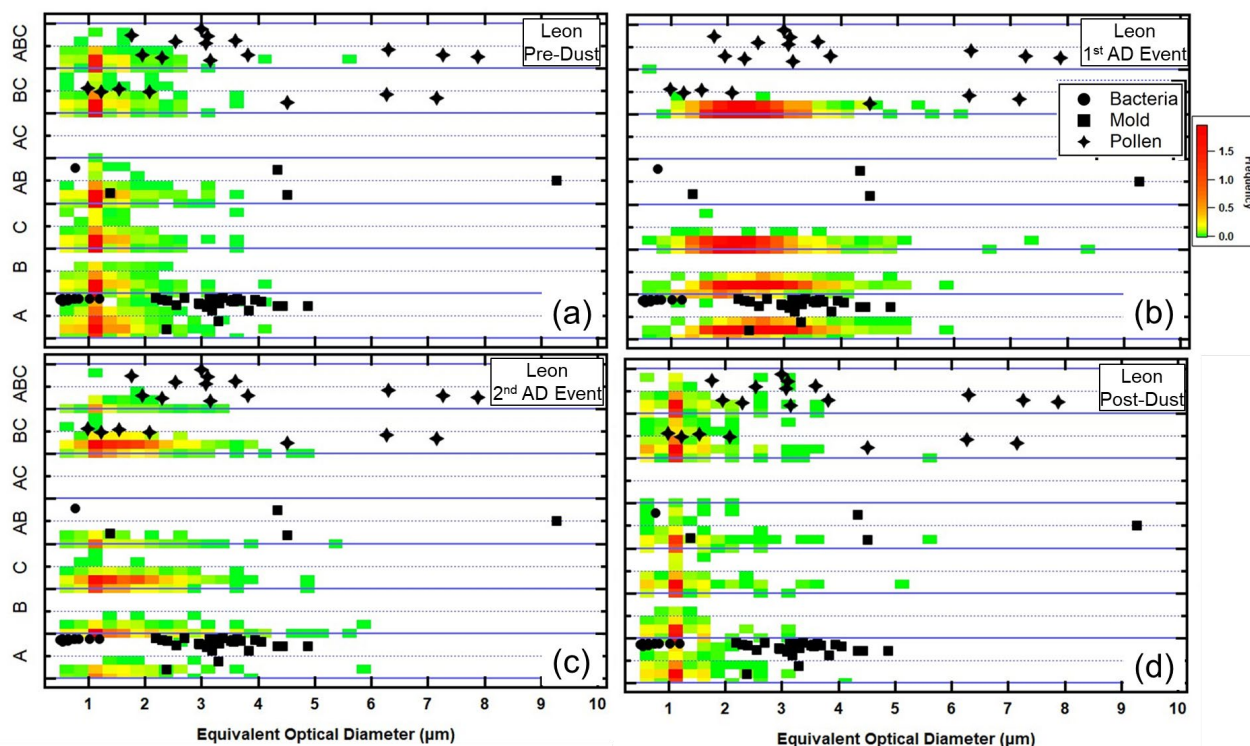 ABC
BC
AC
AB
C
B
A
Leon
Pre-Dust
(a)
Leon
1st AD Event
Bacteria
Mold
Pollen
1.5
1.0
0.5
0.0
(b)
ABC
BC
AC
AB
C
B
A
Leon
2nd AD Event
(c)
1 2 3 4 5 6 7 8 9 10
Equivalent Optical Diameter (µm)
Leon
Post-Dust
(d)
1 2 3 4 5 6 7 8 9 10
Equivalent Optical Diameter (µm)